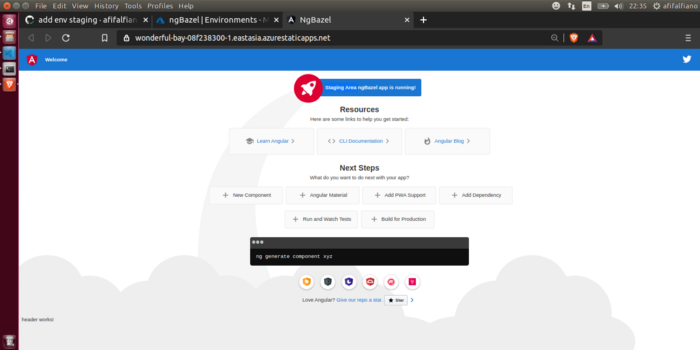 File Edit View History Tools Profiles Help
22:35 afifalfiano
add env staging · afifalfian
ngBazel | Environments - M
NgBazel
wonderful-bay-08f238300-1.eastasia.azurestaticapps.net
Welcome
Staging Area ngBazel app is running!
Resources
Here are some links to help you get started:
Learn Angular
CLI Documentation
Angular Blog
Next Steps
What do you want to do next with your app?
New Component
Angular Material
Add PWA Support
Add Dependency
Run and Watch Tests
Build for Production
ng generate component xyz
Love Angular? Give our repo a star. Star
header works!